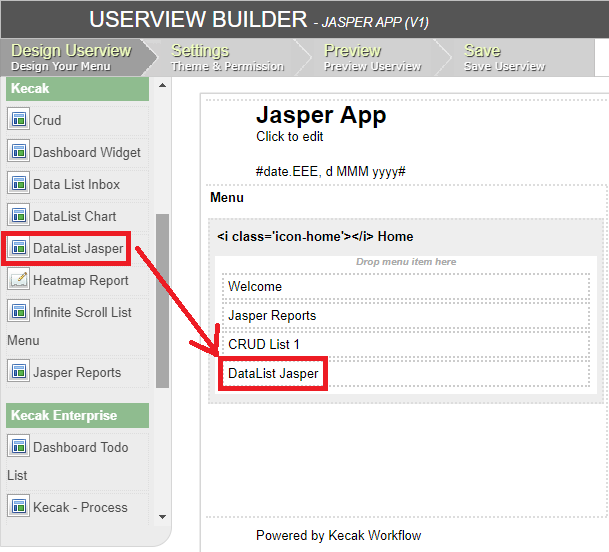 USERVIEW BUILDER - JASPER APP (V1)
Design Userview
Design Your Menu
Settings
Theme & Permission
Preview
Preview Userview
Save
Save Userview
Kecak
Crud
Dashboard Widget
Data List Inbox
DataList Chart
DataList Jasper
Heatmap Report
Infinite Scroll List
Menu
Jasper Reports
Kecak Enterprise
Dashboard Todo
List
Kecak - Process
Jasper App
Click to edit
#date.EEE, d MMM yyyy#
Menu
<i class='icon-home'></i> Home
Drop menu item here
Welcome
Jasper Reports
CRUD List 1
DataList Jasper
Powered by Kecak Workflow